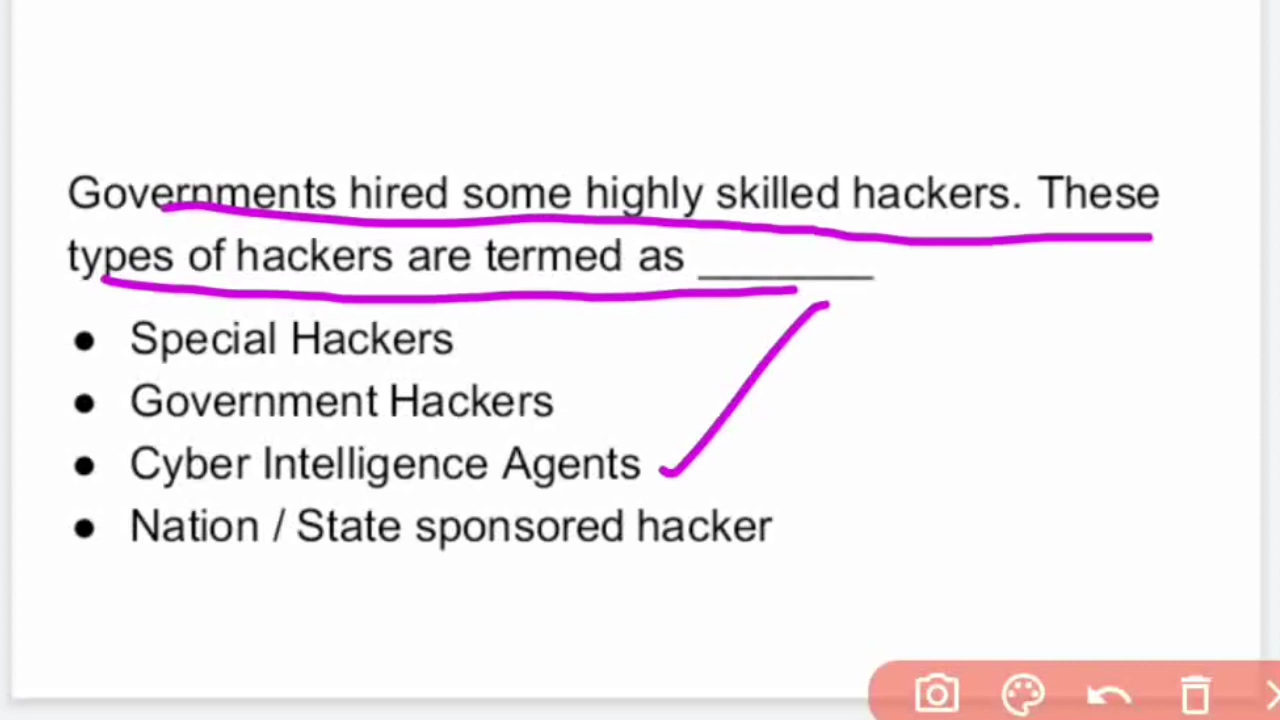 Governments hired some highly skilled hackers. These
types of hackers are termed as ________
● Special Hackers
● Government Hackers
● Cyber Intelligence Agents
● Nation / State sponsored hacker